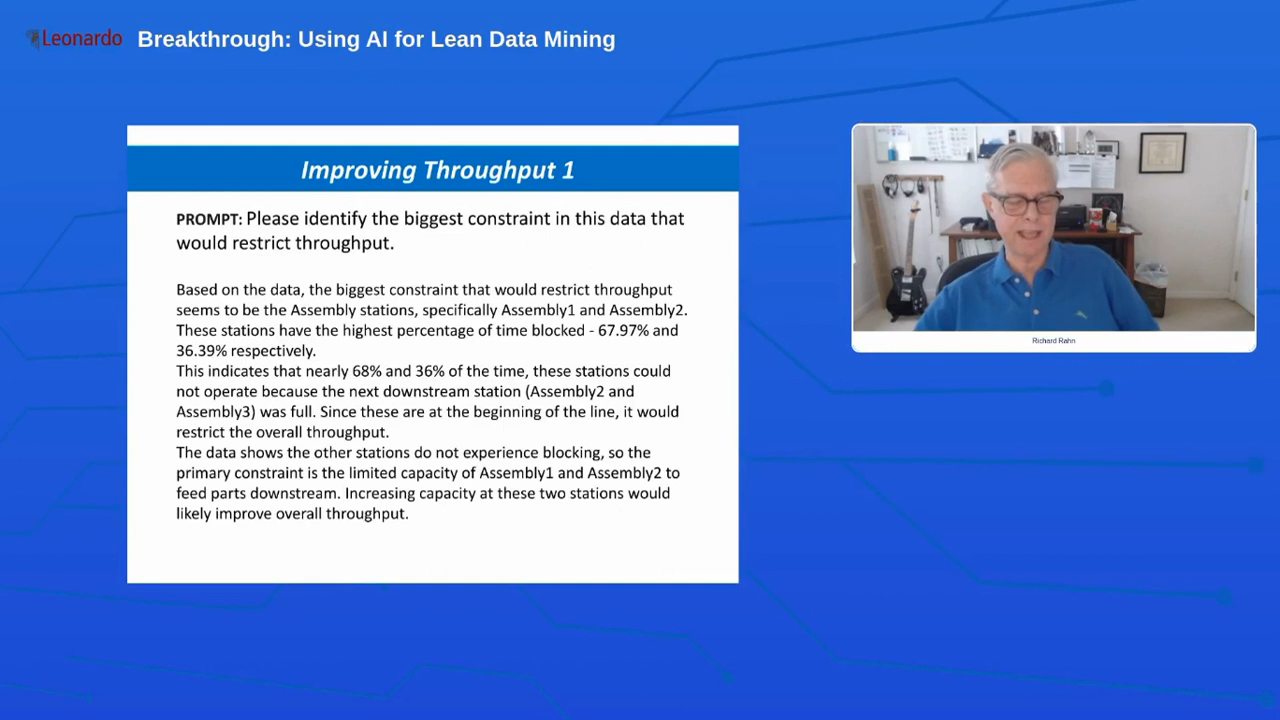 Leonardo
Breakthrough: Using AI for Lean Data Mining
Improving Throughput 1
PROMPT: Please identify the biggest constraint in this data that
would restrict throughput.
Based on the data, the biggest constraint that would restrict throughput
seems to be the Assembly stations, specifically Assembly1 and Assembly2.
These stations have the highest percentage of time blocked - 67.97% and
36.39% respectively.
This indicates that nearly 68% and 36% of the time, these stations could
not operate because the next downstream station (Assembly2 and
Assembly3) was full. Since these are at the beginning of the line, it would
restrict the overall throughput.
The data shows the other stations do not experience blocking, so the
primary constraint is the limited capacity of Assembly1 and Assembly2 to
feed parts downstream. Increasing capacity at these two stations would
likely improve overall throughput.
Richard Rahn